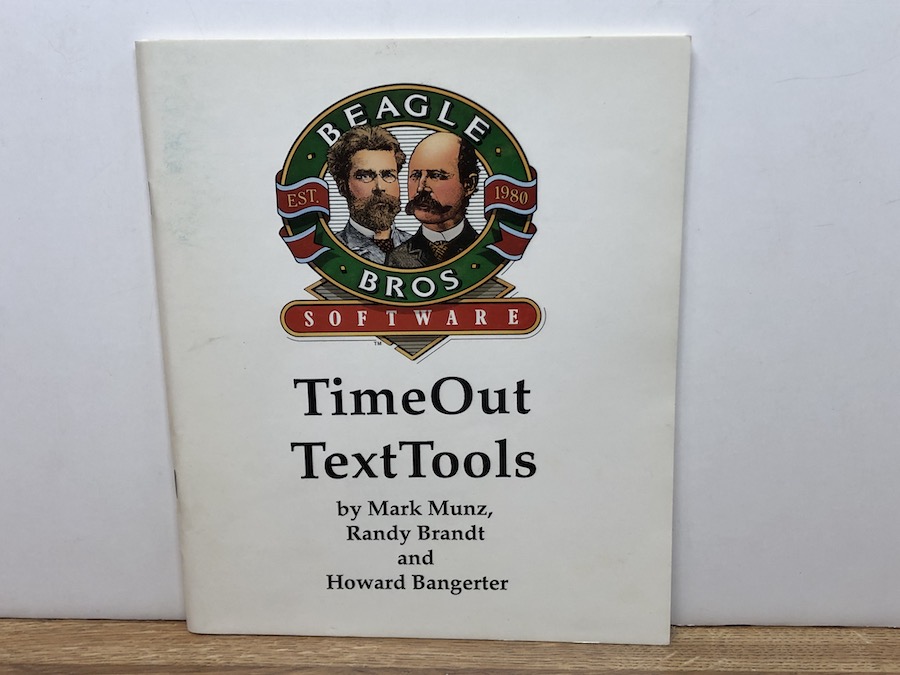 BEAGLE
EST. 1980
BROS
SOFTWARE
TM
TimeOut
TextTools
by Mark Munz,
Randy Brandt
and
Howard Bangerter